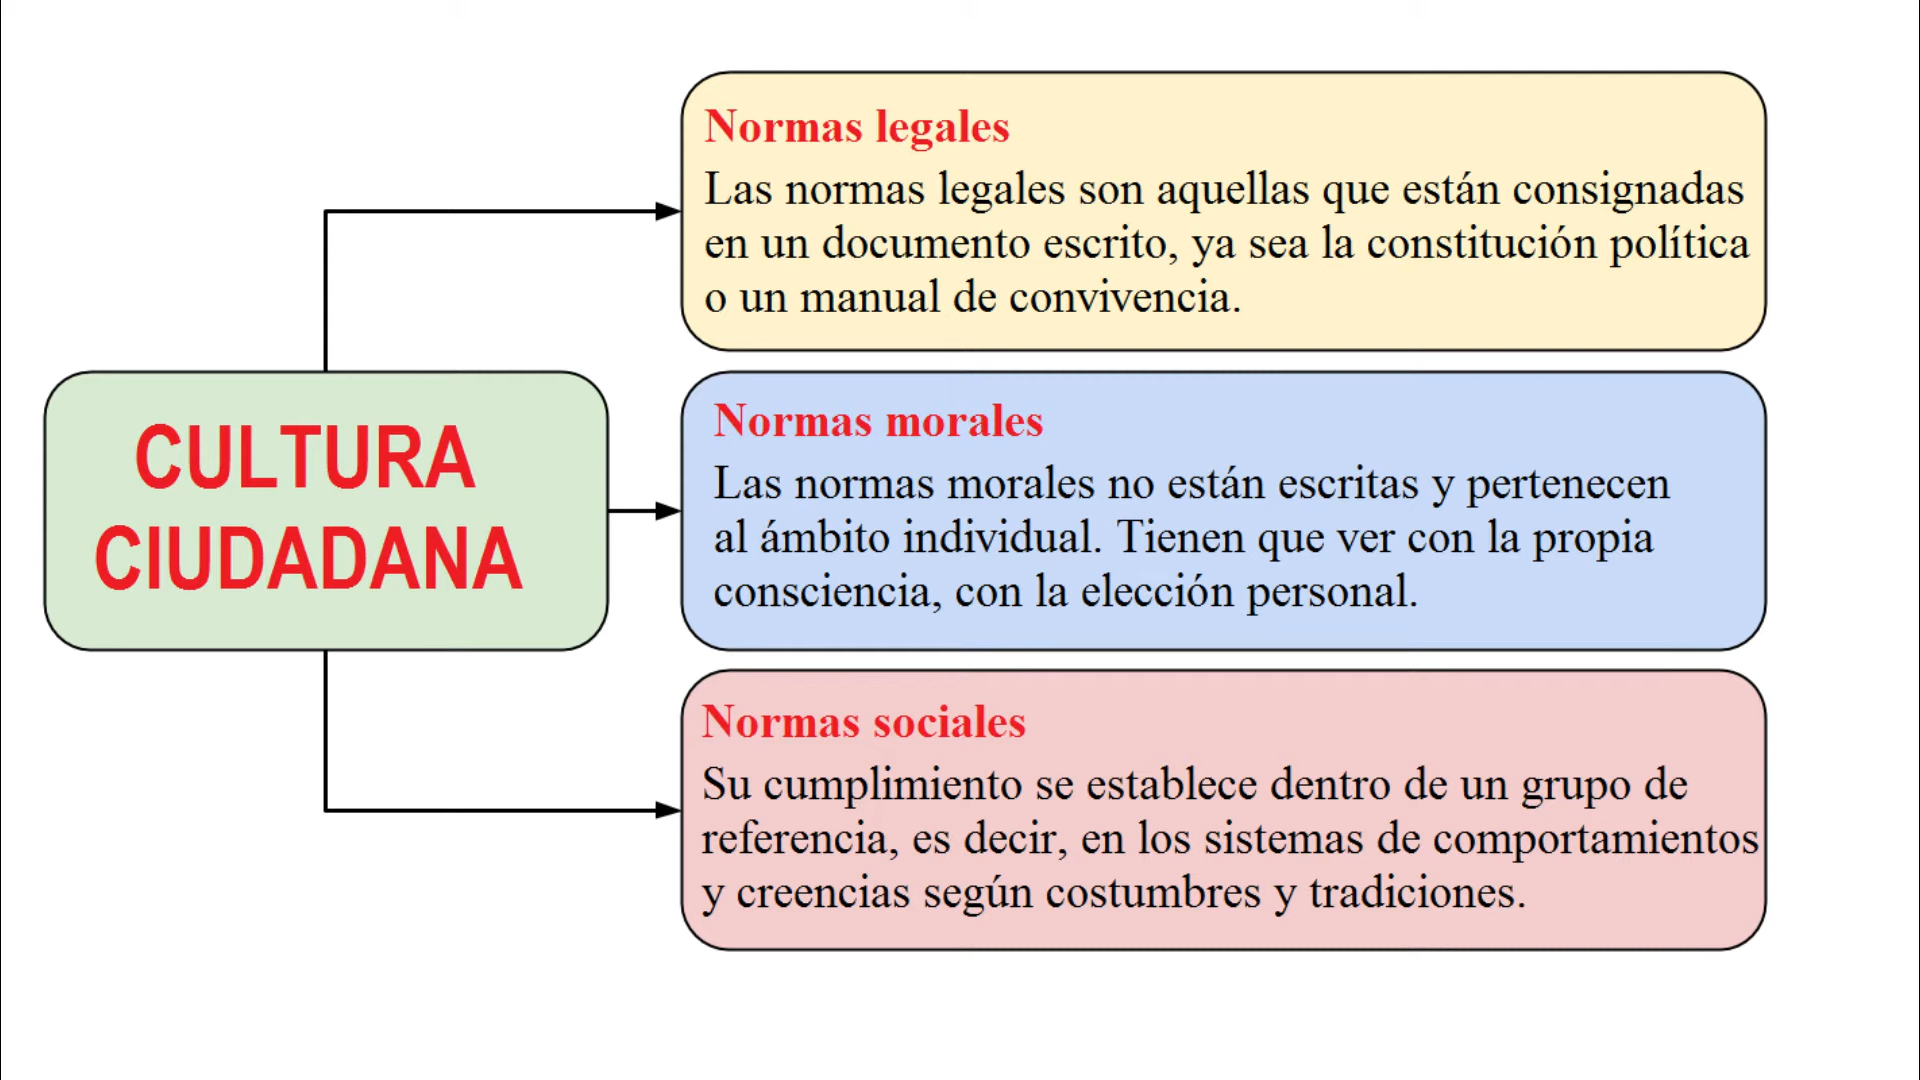 CULTURA
CIUDADANA
Normas legales
Las normas legales son aquellas que están consignadas
en un documento escrito, ya sea la constitución política
o un manual de convivencia.
Normas morales
Las normas morales no están escritas y pertenecen
al ámbito individual. Tienen que ver con la propia
consciencia, con la elección personal.
Normas sociales
Su cumplimiento se establece dentro de un grupo de
referencia, es decir, en los sistemas de comportamientos
y creencias según costumbres y tradiciones.